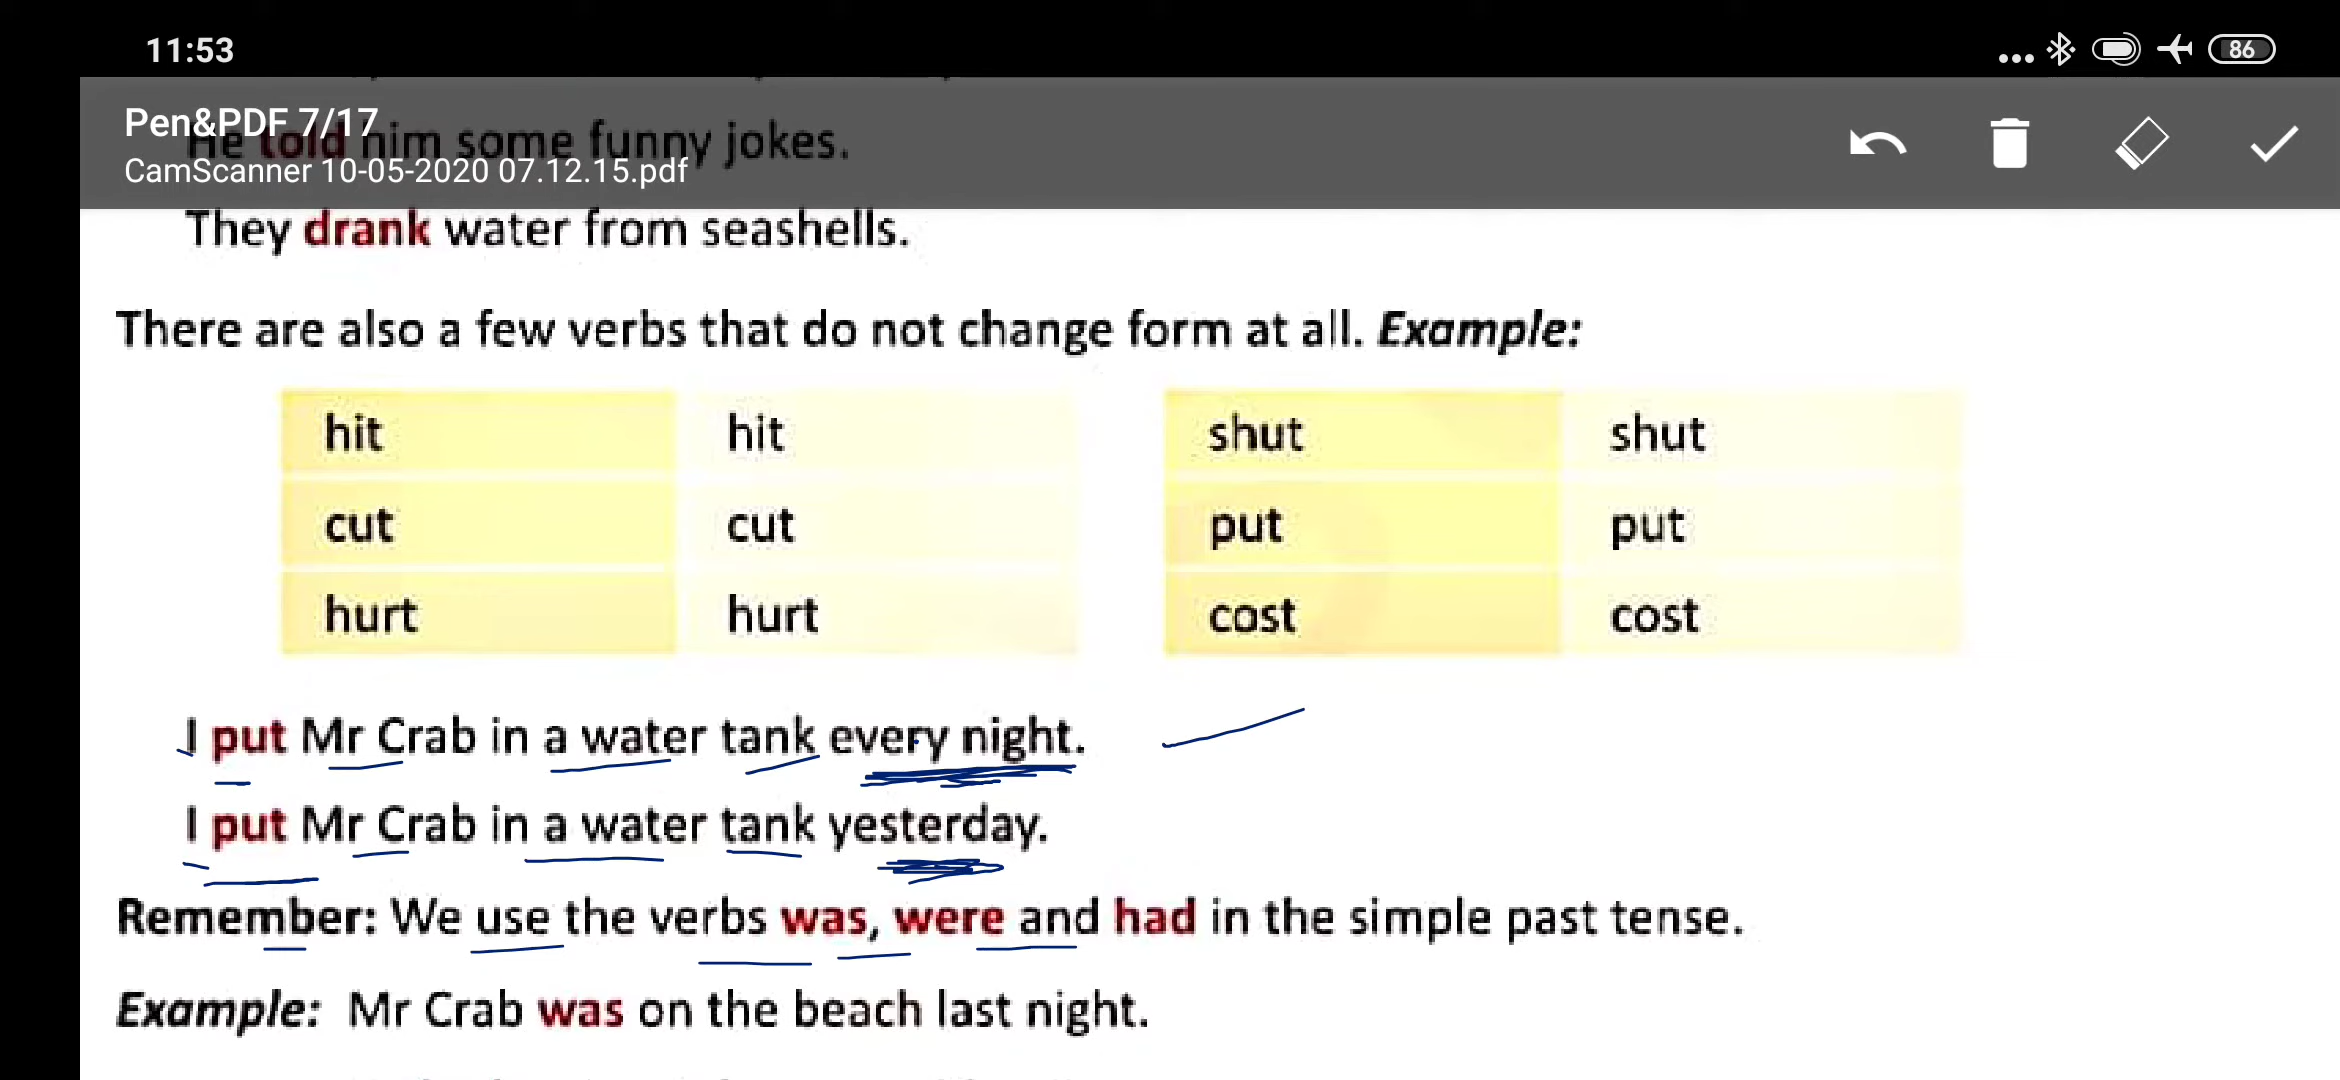 11:53
86
Pen&PDF 7/17
He told him some funny jokes.
CamScanner 10-05-2020 07.12.15.pdf
They drank water from seashells.
There are also a few verbs that do not change form at all. Example:
hit hit shut shut
cut cut put put
hurt hurt cost cost
I put Mr Crab in a water tank every night.
I put Mr Crab in a water tank yesterday.
Remember: We use the verbs was, were and had in the simple past tense.
Example: Mr Crab was on the beach last night.